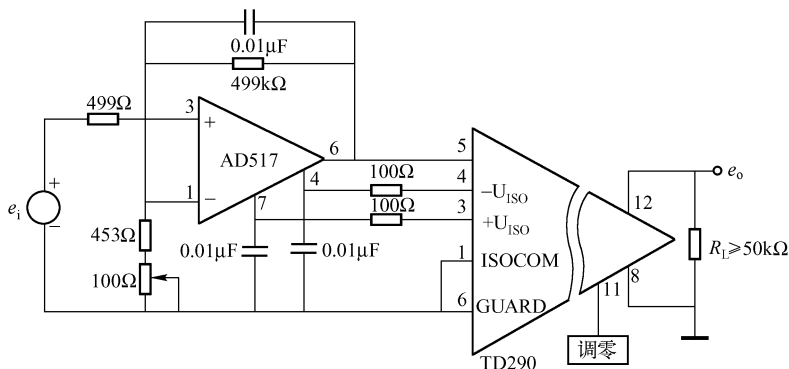 0.01μF
499kΩ
499Ω
3
+
AD517
6
5
1
−
7
4
100Ω
4
−U_ISO
100Ω
3
+U_ISO
e_i
+
−
453Ω
0.01μF
0.01μF
100Ω
1
ISOCOM
6
GUARD
TD290
12
e_o
R_L⩾50kΩ
11
8
调零